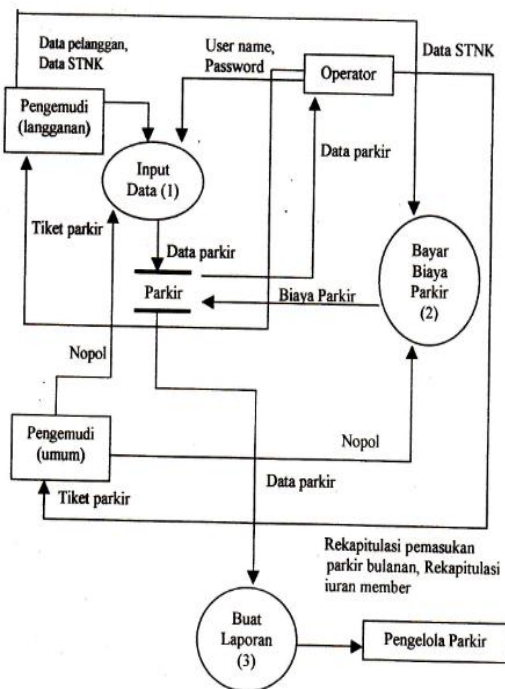 Data pelanggan,
Data STNK
User name,
Password
Operator
Data STNK
Pengemudi
(langganan)
Input
Data (1)
Data parkir
Tiket parkir
Data parkir
Bayar
Biaya
Parkir
(2)
Parkir
Biaya Parkir
Nopol
Pengemudi
(umum)
Nopol
Tiket parkir
Data parkir
Rekapitulasi pemasukan
parkir bulanan, Rekapitulasi
iuran member
Buat
Laporan
(3)
Pengelola Parkir